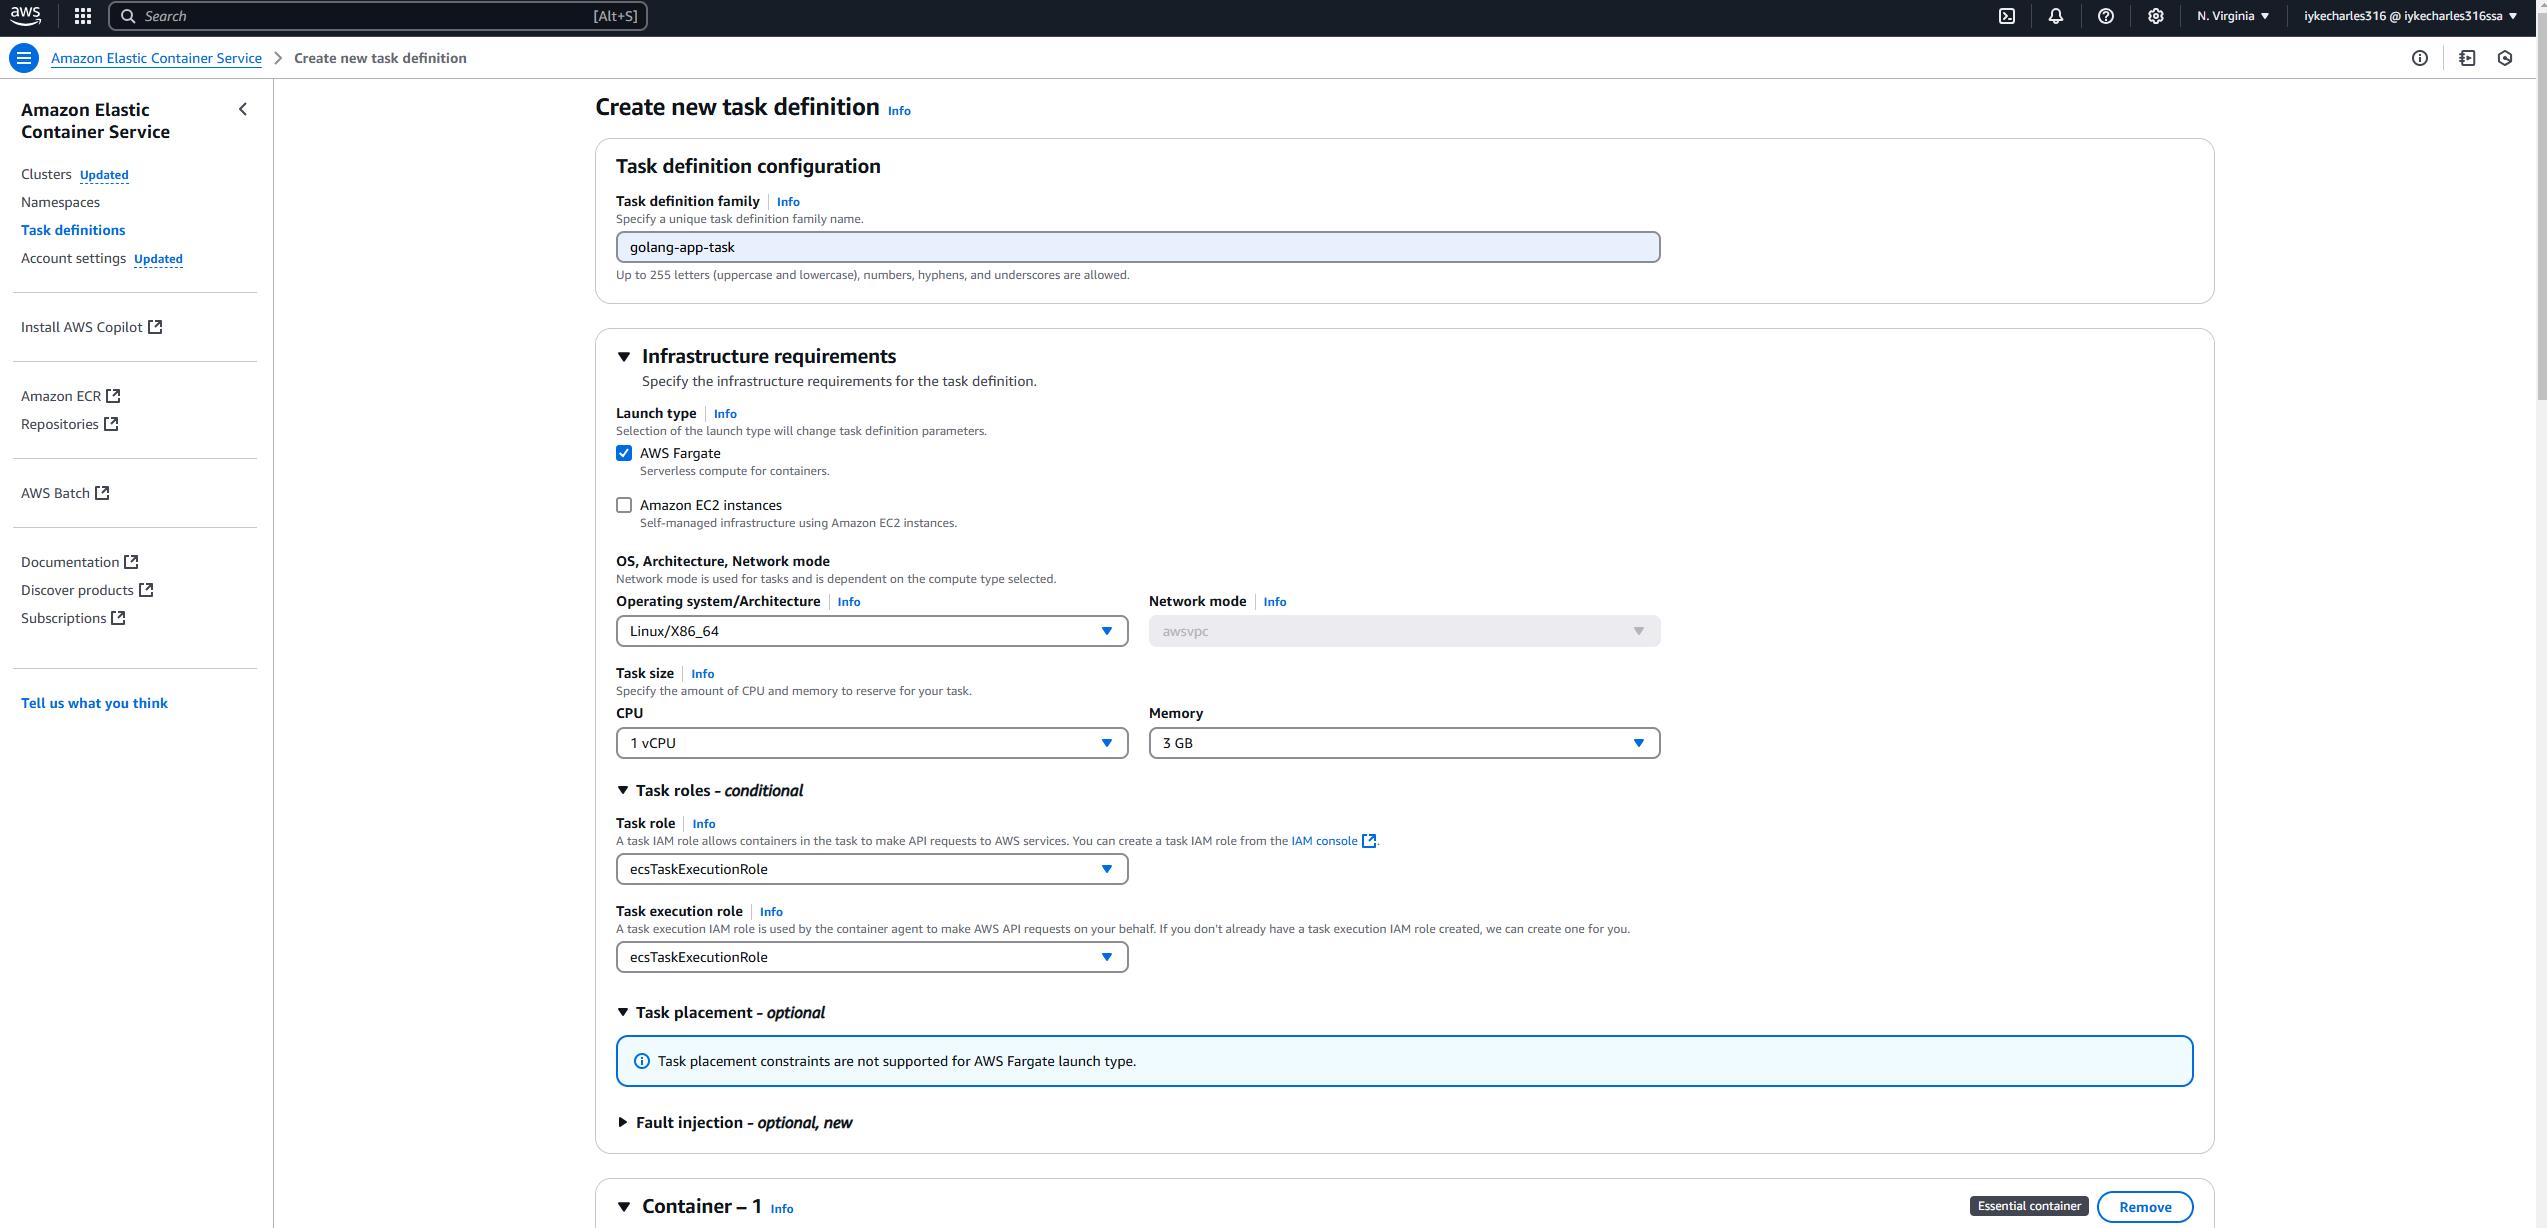 aws
Search
[Alt+S]
N. Virginia
iykecharles316 @ iykecharles316ssa
Amazon Elastic Container Service
Create new task definition
Amazon Elastic
Container Service
Clusters Updated
Namespaces
Task definitions
Account settings Updated
Install AWS Copilot
Amazon ECR
Repositories
AWS Batch
Documentation
Discover products
Subscriptions
Tell us what you think
Create new task definition Info
Task definition configuration
Task definition family Info
Specify a unique task definition family name.
golang-app-task
Up to 255 letters (uppercase and lowercase), numbers, hyphens, and underscores are allowed.
Infrastructure requirements
Specify the infrastructure requirements for the task definition.
Launch type Info
Selection of the launch type will change task definition parameters.
AWS Fargate
Serverless compute for containers.
Amazon EC2 instances
Self-managed infrastructure using Amazon EC2 instances.
OS, Architecture, Network mode
Network mode is used for tasks and is dependent on the compute type selected.
Operating system/Architecture Info
Linux/X86_64
Network mode Info
awsvpc
Task size Info
Specify the amount of CPU and memory to reserve for your task.
CPU
1 vCPU
Memory
3 GB
Task roles - conditional
Task role Info
A task IAM role allows containers in the task to make API requests to AWS services. You can create a task IAM role from the IAM console.
ecsTaskExecutionRole
Task execution role Info
A task execution IAM role is used by the container agent to make AWS API requests on your behalf. If you don't already have a task execution IAM role created, we can create one for you.
ecsTaskExecutionRole
Task placement - optional
Task placement constraints are not supported for AWS Fargate launch type.
Fault injection - optional, new
Container – 1 Info
Essential container
Remove